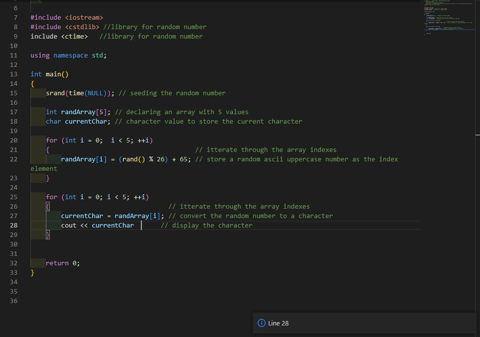 6
7 #include <iostream>
8 #include <cstdlib> //library for random number
9 include <ctime>   //library for random number
10
11 using namespace std;
12
13 int main()
14 {
15     srand(time(NULL)); // seeding the random number
16
17     int randArray[5]; // declaring an array with 5 values
18     char currentChar; // character value to store the current character
19
20     for (int i = 0;  i < 5; ++i)
21     {                                       // itterate through the array indexes
22         randArray[i] = (rand() % 26) + 65; // store a random ascii uppercase number as the index
element
23     }
24
25     for (int i = 0; i < 5; ++i)
26     {                                // itterate through the array indexes
27         currentChar = randArray[i]; // convert the random number to a character
28         cout << currentChar       // display the character
29     }
30
31
32     return 0;
33 }
34
35
36
Line 28